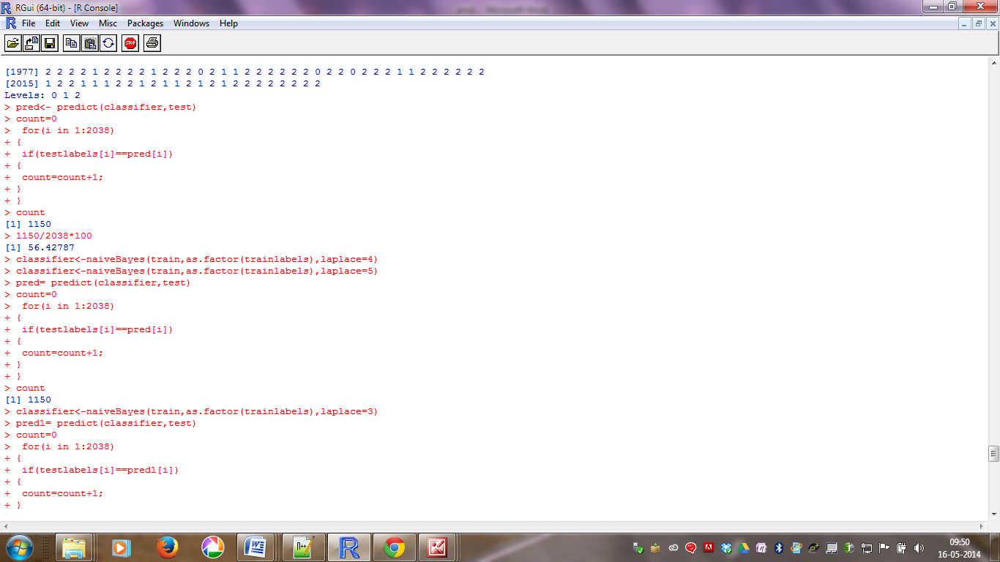 RGui (64-bit) - [R Console]
File Edit View Misc Packages Windows Help
STOP
[1977] 2 2 2 2 1 2 2 2 2 1 2 2 2 0 2 1 1 2 2 2 2 2 2 0 2 2 0 2 2 2 1 1 2 2 2 2 2 2
[2015] 1 2 2 1 1 1 2 2 1 2 1 1 2 1 2 1 2 2 2 2 2 2 2 2
Levels: 0 1 2
> pred<- predict(classifier,test)
> count=0
>  for(i in 1:2038)
+ {
+  if(testlabels[i]==pred[i])
+ {
+  count=count+1;
+ }
+ }
> count
[1] 1150
> 1150/2038*100
[1] 56.42787
> classifier<-naiveBayes(train,as.factor(trainlabels),laplace=4)
> classifier<-naiveBayes(train,as.factor(trainlabels),laplace=5)
> pred= predict(classifier,test)
> count=0
>  for(i in 1:2038)
+ {
+  if(testlabels[i]==pred[i])
+ {
+  count=count+1;
+ }
+ }
> count
[1] 1150
> classifier<-naiveBayes(train,as.factor(trainlabels),laplace=3)
> pred1= predict(classifier,test)
> count=0
>  for(i in 1:2038)
+ {
+  if(testlabels[i]==pred1[i])
+ {
+  count=count+1;
+ }
09:50
16-05-2014